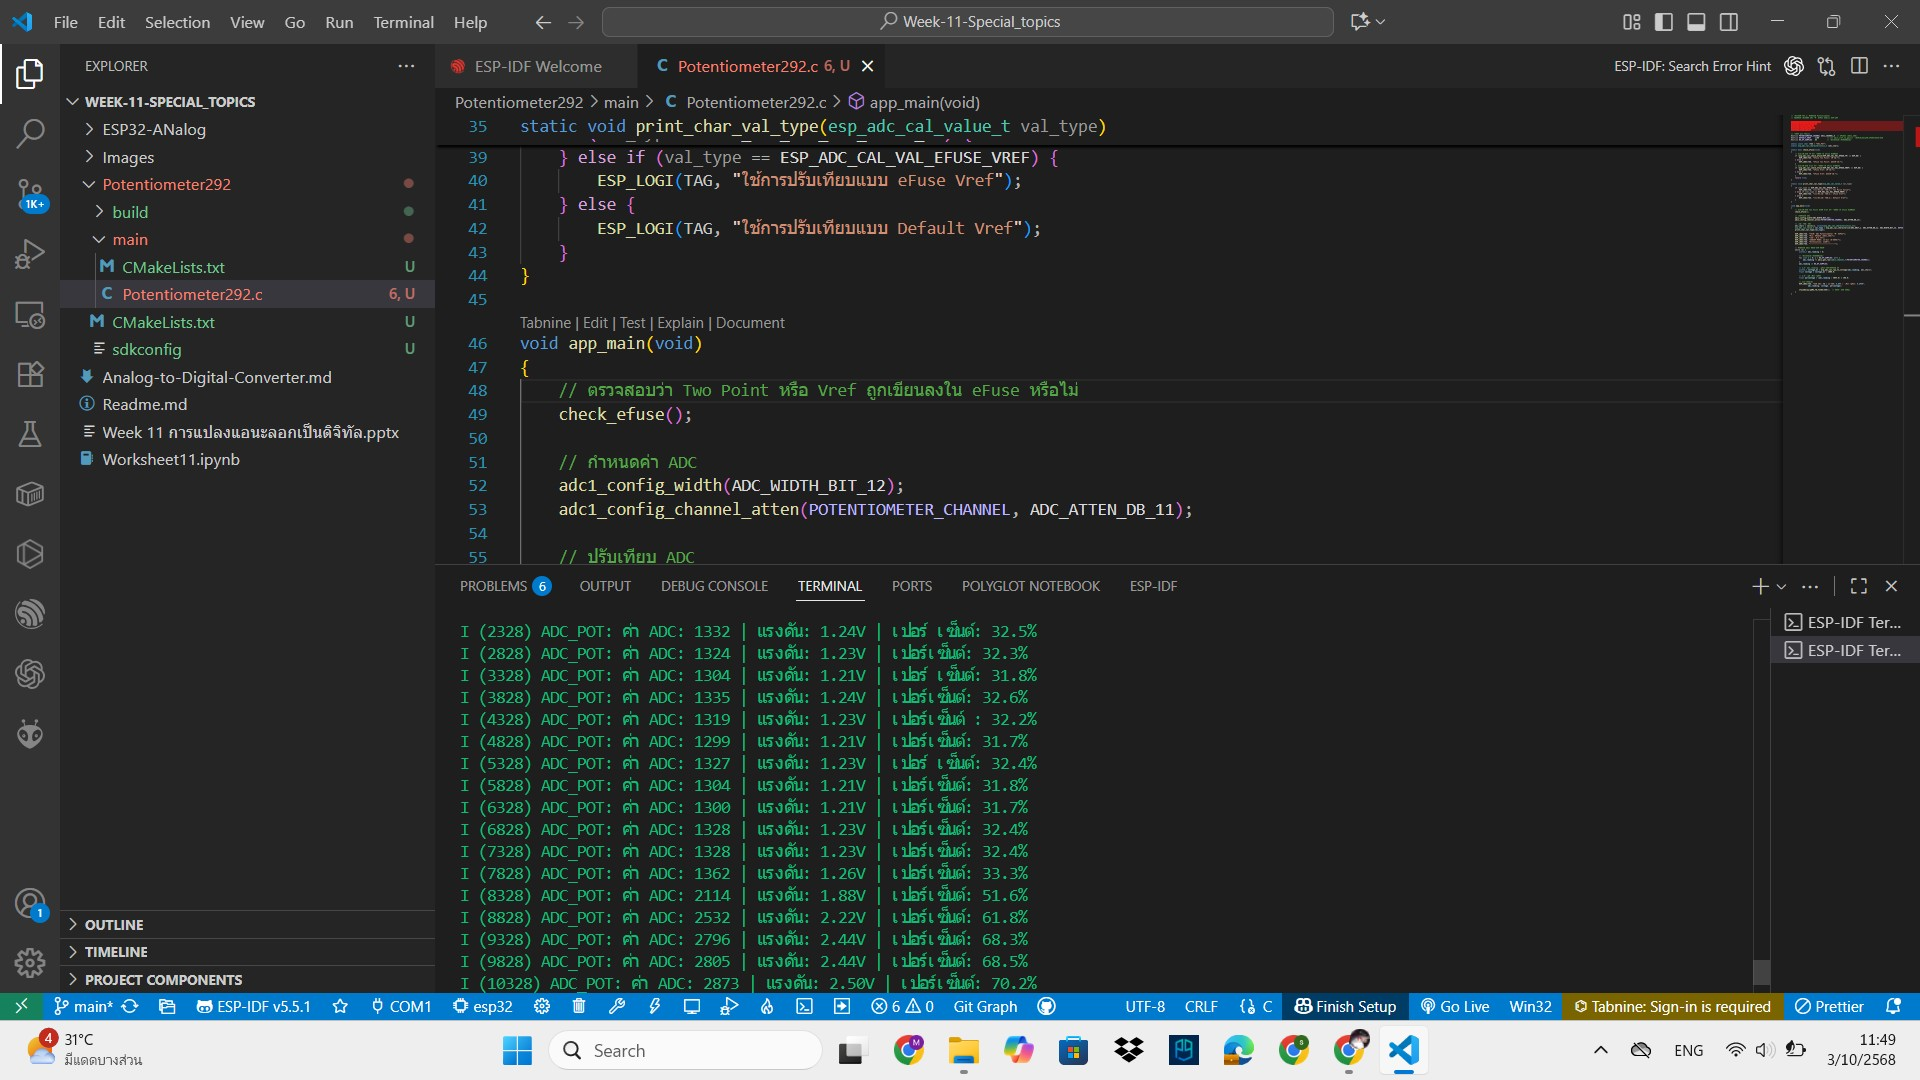 File Edit Selection View Go Run Terminal Help
Week-11-Special_topics
EXPLORER
WEEK-11-SPECIAL_TOPICS
ESP32-ANalog
Images
Potentiometer292
build
main
CMakeLists.txt U
Potentiometer292.c 6, U
CMakeLists.txt U
sdkconfig U
Analog-to-Digital-Converter.md
Readme.md
Week 11 การแปลงแอนะลอกเป็นดิจิทัล.pptx
Worksheet11.ipynb
1K+
1
OUTLINE
TIMELINE
PROJECT COMPONENTS
ESP-IDF Welcome
C Potentiometer292.c 6, U
ESP-IDF: Search Error Hint
Potentiometer292 > main > C Potentiometer292.c > app_main(void)
35 static void print_char_val_type(esp_adc_cal_value_t val_type)
39 } else if (val_type == ESP_ADC_CAL_VAL_EFUSE_VREF) {
40 ESP_LOGI(TAG, "ใช้การปรับเทียบแบบ eFuse Vref");
41 } else {
42 ESP_LOGI(TAG, "ใช้การปรับเทียบแบบ Default Vref");
43 }
44 }
45
Tabnine | Edit | Test | Explain | Document
46 void app_main(void)
47 {
48 // ตรวจสอบว่า Two Point หรือ Vref ถูกเขียนลงใน eFuse หรือไม่
49 check_efuse();
50
51 // กำหนดค่า ADC
52 adc1_config_width(ADC_WIDTH_BIT_12);
53 adc1_config_channel_atten(POTENTIOMETER_CHANNEL, ADC_ATTEN_DB_11);
54
55 // ปรับเทียบ ADC
PROBLEMS 6 OUTPUT DEBUG CONSOLE TERMINAL PORTS POLYGLOT NOTEBOOK ESP-IDF
I (2328) ADC_POT: ค่า ADC: 1332 | แรงดัน: 1.24V | เปอร์เซ็นต์: 32.5%
I (2828) ADC_POT: ค่า ADC: 1324 | แรงดัน: 1.23V | เปอร์เซ็นต์: 32.3%
I (3328) ADC_POT: ค่า ADC: 1304 | แรงดัน: 1.21V | เปอร์เซ็นต์: 31.8%
I (3828) ADC_POT: ค่า ADC: 1335 | แรงดัน: 1.24V | เปอร์เซ็นต์: 32.6%
I (4328) ADC_POT: ค่า ADC: 1319 | แรงดัน: 1.23V | เปอร์เซ็นต์ : 32.2%
I (4828) ADC_POT: ค่า ADC: 1299 | แรงดัน: 1.21V | เปอร์เซ็นต์: 31.7%
I (5328) ADC_POT: ค่า ADC: 1327 | แรงดัน: 1.23V | เปอร์เซ็นต์: 32.4%
I (5828) ADC_POT: ค่า ADC: 1304 | แรงดัน: 1.21V | เปอร์เซ็นต์: 31.8%
I (6328) ADC_POT: ค่า ADC: 1300 | แรงดัน: 1.21V | เปอร์เซ็นต์: 31.7%
I (6828) ADC_POT: ค่า ADC: 1328 | แรงดัน: 1.23V | เปอร์เซ็นต์: 32.4%
I (7328) ADC_POT: ค่า ADC: 1328 | แรงดัน: 1.23V | เปอร์เซ็นต์: 32.4%
I (7828) ADC_POT: ค่า ADC: 1362 | แรงดัน: 1.26V | เปอร์เซ็นต์: 33.3%
I (8328) ADC_POT: ค่า ADC: 2114 | แรงดัน: 1.88V | เปอร์เซ็นต์: 51.6%
I (8828) ADC_POT: ค่า ADC: 2532 | แรงดัน: 2.22V | เปอร์เซ็นต์: 61.8%
I (9328) ADC_POT: ค่า ADC: 2796 | แรงดัน: 2.44V | เปอร์เซ็นต์: 68.3%
I (9828) ADC_POT: ค่า ADC: 2805 | แรงดัน: 2.44V | เปอร์เซ็นต์: 68.5%
I (10328) ADC_POT: ค่า ADC: 2873 | แรงดัน: 2.50V | เปอร์เซ็นต์: 70.2%
ESP-IDF Ter...
ESP-IDF Ter...
main* ESP-IDF v5.5.1 COM1 esp32 6 0 Git Graph UTF-8 CRLF {} C Finish Setup Go Live Win32 Tabnine: Sign-in is required Prettier
4 31°C
มีแดดบางส่วน
Search
ENG
11:49
3/10/2568